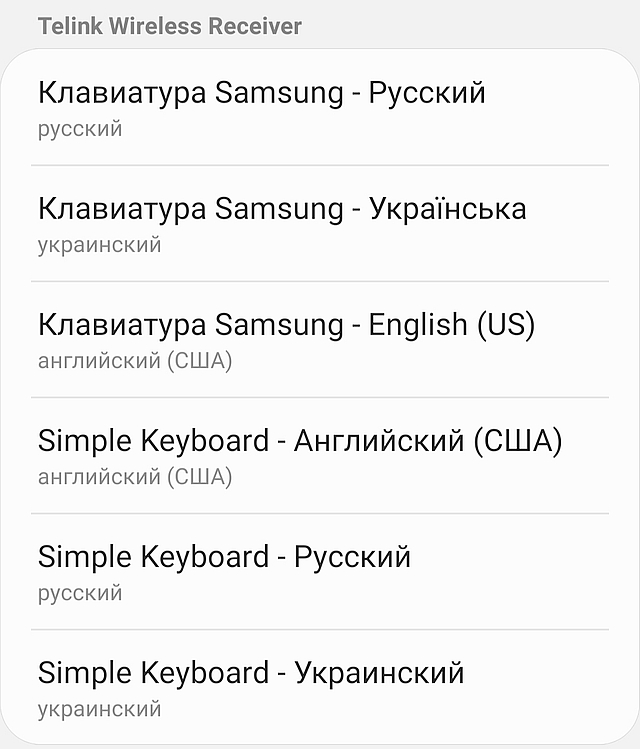 Telink Wireless Receiver
Клавиатура Samsung - Русский
русский
Клавиатура Samsung - Українська
украинский
Клавиатура Samsung - English (US)
английский (США)
Simple Keyboard - Английский (США)
английский (США)
Simple Keyboard - Русский
русский
Simple Keyboard - Украинский
украинский